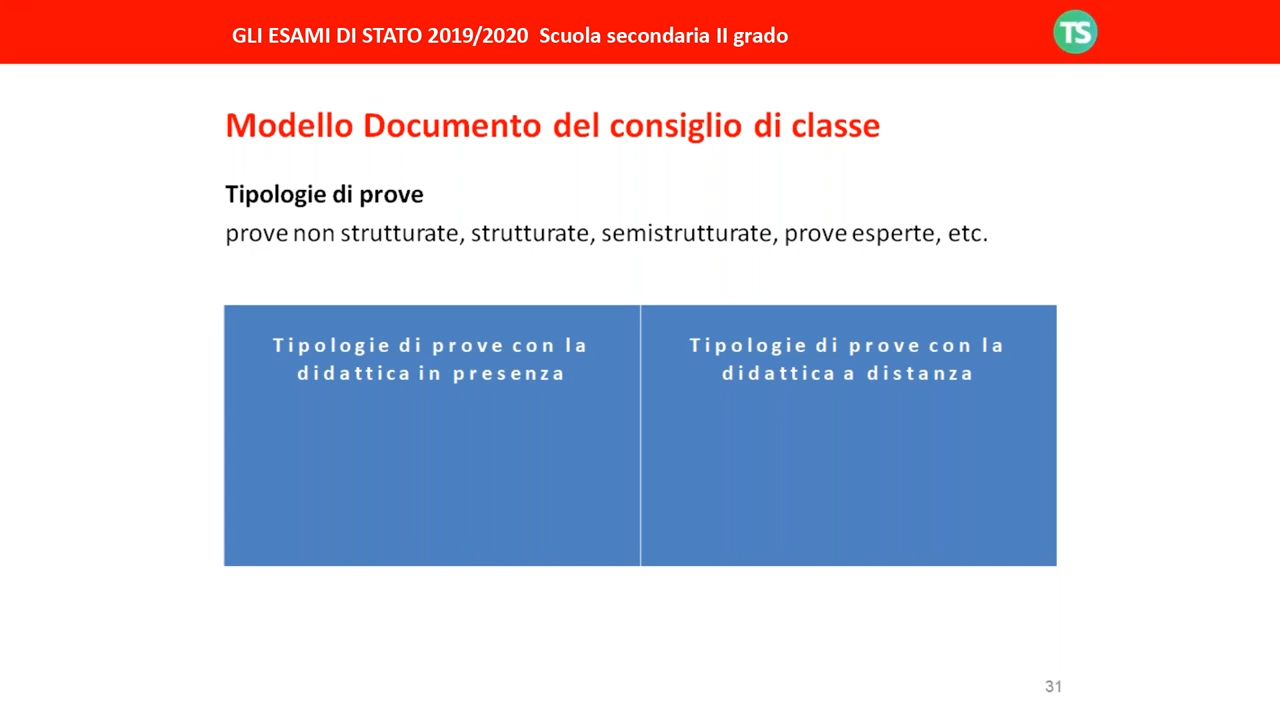 GLI ESAMI DI STATO 2019/2020 Scuola secondaria II grado
TS
Modello Documento del consiglio di classe
Tipologie di prove
prove non strutturate, strutturate, semistrutturate, prove esperte, etc.
Tipologie di prove con la
didattica in presenza
Tipologie di prove con la
didattica a distanza
31